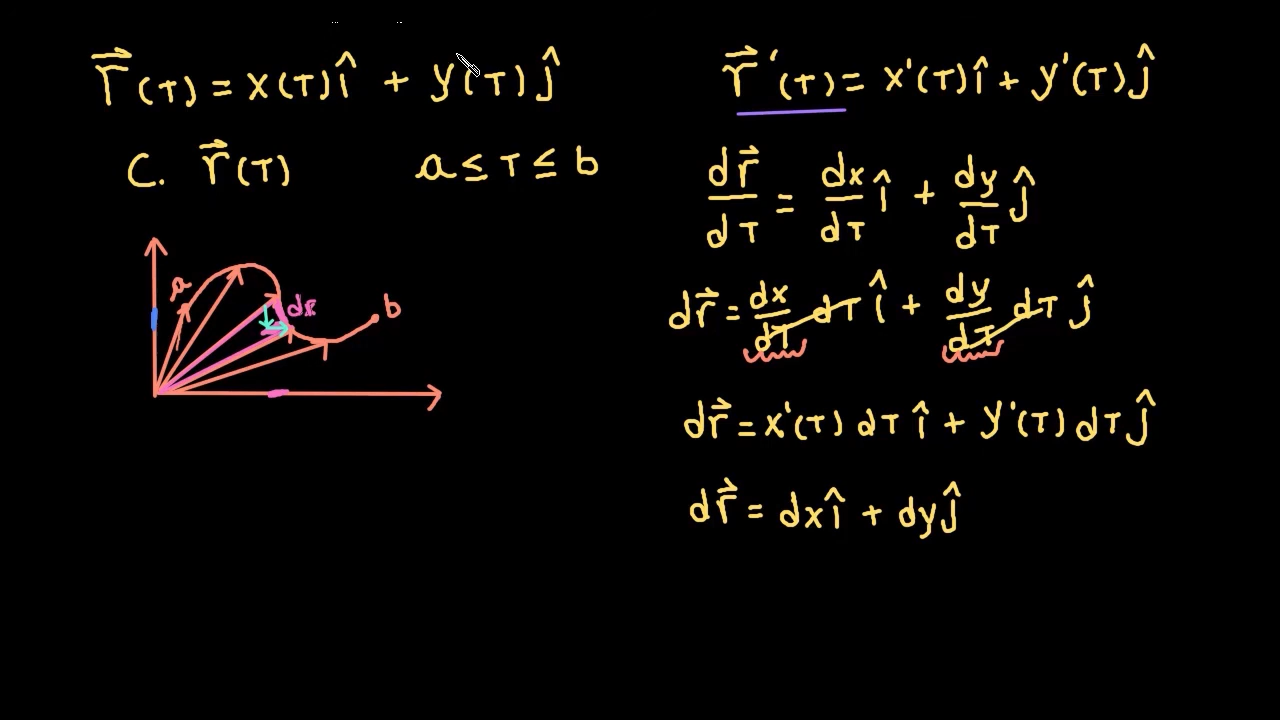 r⃗(T) = x(T)î + y(T)ĵ
C. r⃗(T) a ≤ T ≤ b
a
dr
b
r⃗'(T) = x'(T)î + y'(T)ĵ
dr⃗/dT = dx/dT î + dy/dT ĵ
dr⃗ = dx/dT dT î + dy/dT dT ĵ
dr⃗ = x'(T) dT î + y'(T) dT ĵ
dr⃗ = dxî + dyĵ